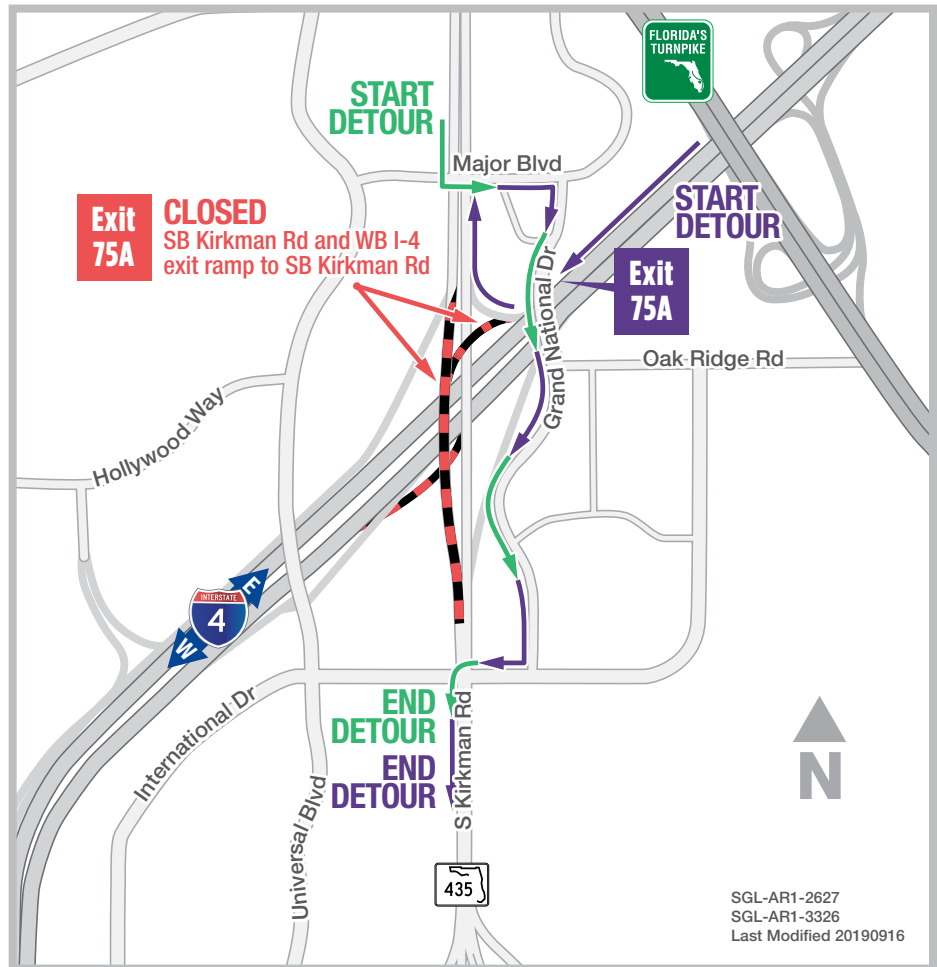 FLORIDA'S
TURNPIKE
START
DETOUR
Major Blvd
Exit
75A
CLOSED
SB Kirkman Rd and WB I-4
exit ramp to SB Kirkman Rd
START
DETOUR
Exit
75A
Grand National Dr
Oak Ridge Rd
Hollywood Way
E
INTERSTATE
4
W
International Dr
Universal Blvd
END
DETOUR
END
DETOUR
S Kirkman Rd
N
435
SGL-AR1-2627
SGL-AR1-3326
Last Modified 20190916